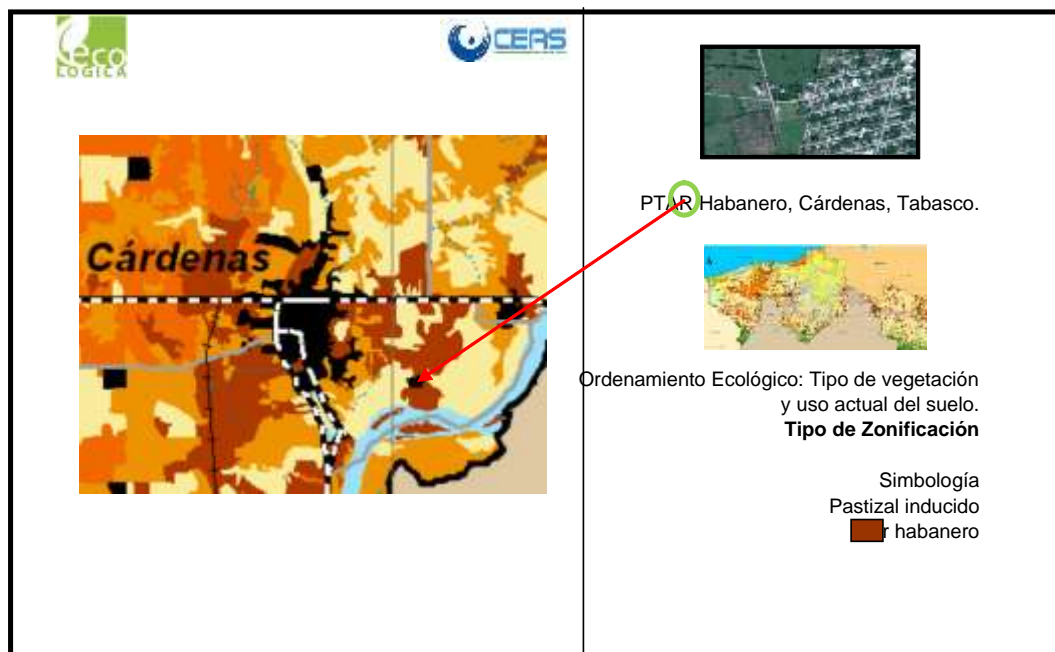 eco
LOGICA
CERS
Cárdenas
PTAR Habanero, Cárdenas, Tabasco.
Ordenamiento Ecológico: Tipo de vegetación
y uso actual del suelo.
Tipo de Zonificación
Simbología
Pastizal inducido
r habanero